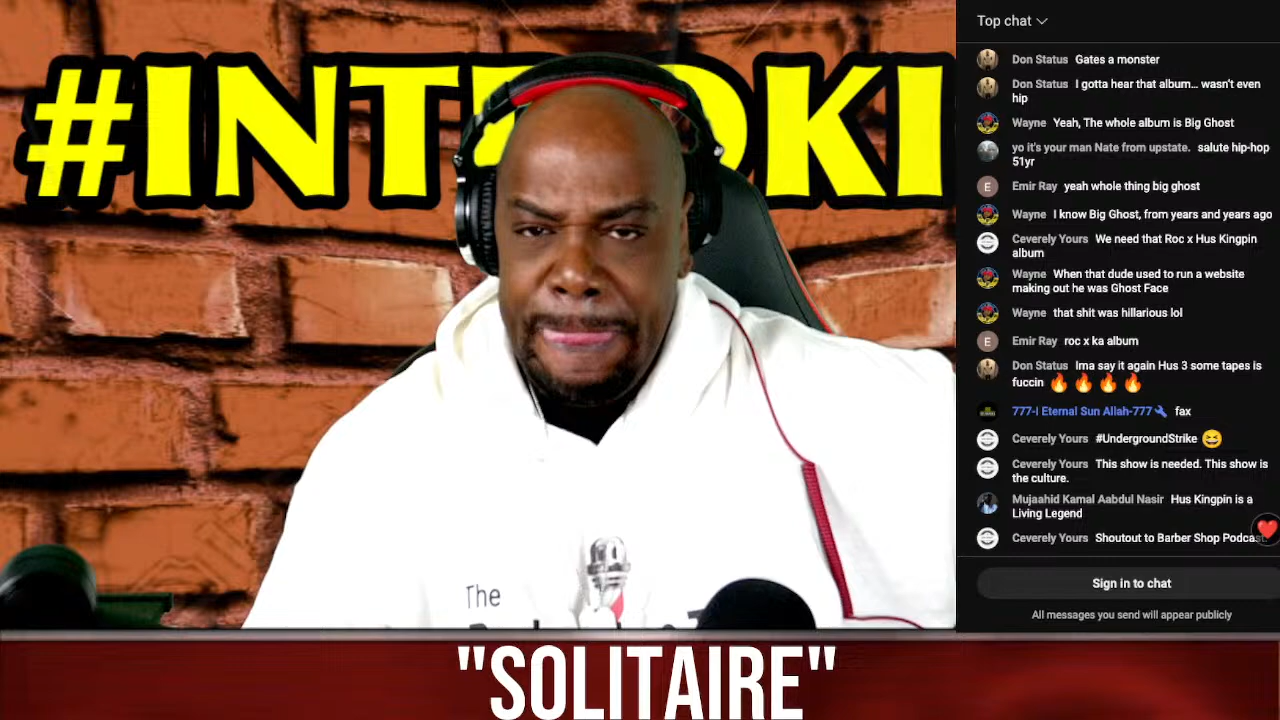 #INT
OKI
The
"SOLITAIRE"
Top chat
Don Status Gates a monster
Don Status I gotta hear that album... wasn't even
hip
Wayne Yeah, The whole album is Big Ghost
yo it's your man Nate from upstate. salute hip-hop
51yr
E
Emir Ray yeah whole thing big ghost
Wayne I know Big Ghost, from years and years ago
Ceverely Yours We need that Roc x Hus Kingpin
album
Wayne When that dude used to run a website
making out he was Ghost Face
Wayne that shit was hillarious lol
E
Emir Ray roc x ka album
Don Status Ima say it again Hus 3 some tapes is
fuccin 🔥🔥🔥🔥
777-I Eternal Sun Allah-777 fax
Ceverely Yours #UndergroundStrike 😆
Ceverely Yours This show is needed. This show is
the culture.
Mujaahid Kamal Aabdul Nasir Hus Kingpin is a
Living Legend
Ceverely Yours Shoutout to Barber Shop Podcast
Sign in to chat
All messages you send will appear publicly